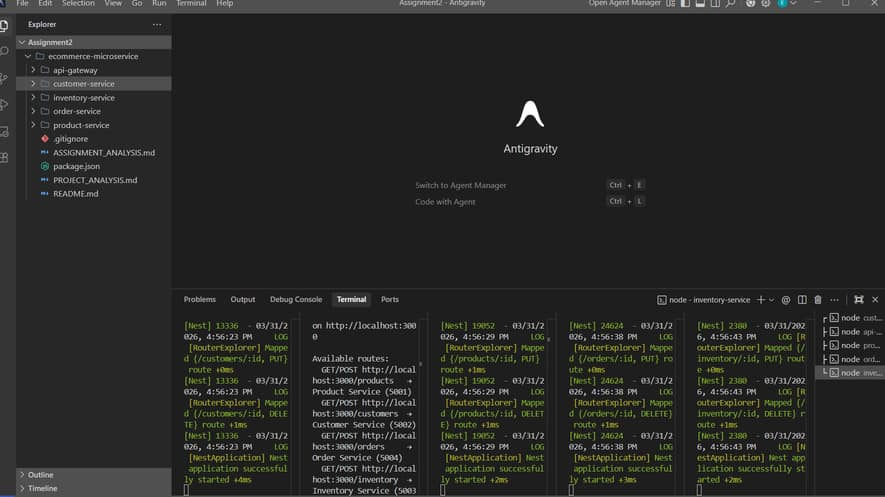 File Edit Selection View Go Run Terminal Help
Assignment2 - Antigravity
Open Agent Manager
Explorer
Assignment2
ecommerce-microservice
api-gateway
customer-service
inventory-service
order-service
product-service
.gitignore
ASSIGNMENT_ANALYSIS.md
package.json
PROJECT_ANALYSIS.md
README.md
Outline
Timeline
Antigravity
Switch to Agent Manager Ctrl + E
Code with Agent Ctrl + L
Problems Output Debug Console Terminal Ports
node - inventory-service
[Nest] 13336 - 03/31/2
026, 4:56:23 PM LOG
[RouterExplorer] Mappe
d {/customers/:id, PUT}
route +0ms
[Nest] 13336 - 03/31/2
026, 4:56:23 PM LOG
[RouterExplorer] Mappe
d {/customers/:id, DELE
TE} route +1ms
[Nest] 13336 - 03/31/2
026, 4:56:23 PM LOG
[NestApplication] Nest
application successful
ly started +4ms
on http://localhost:300
0
Available routes:
GET/POST http://local
host:3000/products →
Product Service (5001)
GET/POST http://local
host:3000/customers →
Customer Service (5002)
GET/POST http://local
host:3000/orders →
Order Service (5004)
GET/POST http://local
host:3000/inventory →
Inventory Service (5003
[Nest] 19052 - 03/31/2
026, 4:56:29 PM LOG
[RouterExplorer] Mappe
d {/products/:id, PUT}
route +1ms
[Nest] 19052 - 03/31/2
026, 4:56:29 PM LOG
[RouterExplorer] Mappe
d {/products/:id, DELET
E} route +1ms
[Nest] 19052 - 03/31/2
026, 4:56:29 PM LOG
[NestApplication] Nest
application successful
ly started +2ms
[Nest] 24624 - 03/31/2
026, 4:56:38 PM LOG
[RouterExplorer] Mappe
d {/orders/:id, PUT} ro
ute +0ms
[Nest] 24624 - 03/31/2
026, 4:56:38 PM LOG
[RouterExplorer] Mappe
d {/orders/:id, DELETE}
route +1ms
[Nest] 24624 - 03/31/2
026, 4:56:38 PM LOG
[NestApplication] Nest
application successful
ly started +3ms
[Nest] 2380 - 03/31/202
6, 4:56:43 PM LOG [R
outerExplorer] Mapped {
/inventory/:id, PUT} rout
e +0ms
[Nest] 2380 - 03/31/202
6, 4:56:43 PM LOG [R
outerExplorer] Mapped {
/inventory/:id, DELETE} r
oute +1ms
[Nest] 2380 - 03/31/202
6, 4:56:43 PM LOG [N
estApplication] Nest app
lication successfully st
arted +2ms
node cust...
node api-...
node pro...
node ord...
node inve...